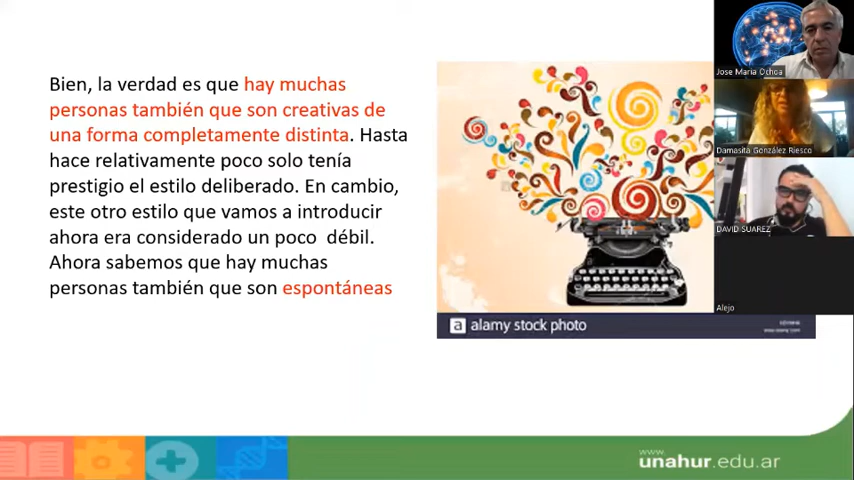 Bien, la verdad es que hay muchas
personas también que son creativas de
una forma completamente distinta. Hasta
hace relativamente poco solo tenía
prestigio el estilo deliberado. En cambio,
este otro estilo que vamos a introducir
ahora era considerado un poco  débil.
Ahora sabemos que hay muchas
personas también que son espontáneas
a alamy stock photo
Jose Maria Ochoa
Damasita González Riesco
DAVID SUAREZ
Alejo
www.
unahur.edu.ar